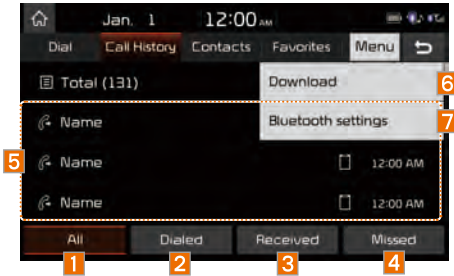 Jan. 1 12:00 AM
Dial Call History Contacts Favorites Menu
Total (131) Download 6
Name Bluetooth settings 7
5 Name 12:00 AM
Name 12:00 AM
All Dialed Received Missed
1 2 3 4